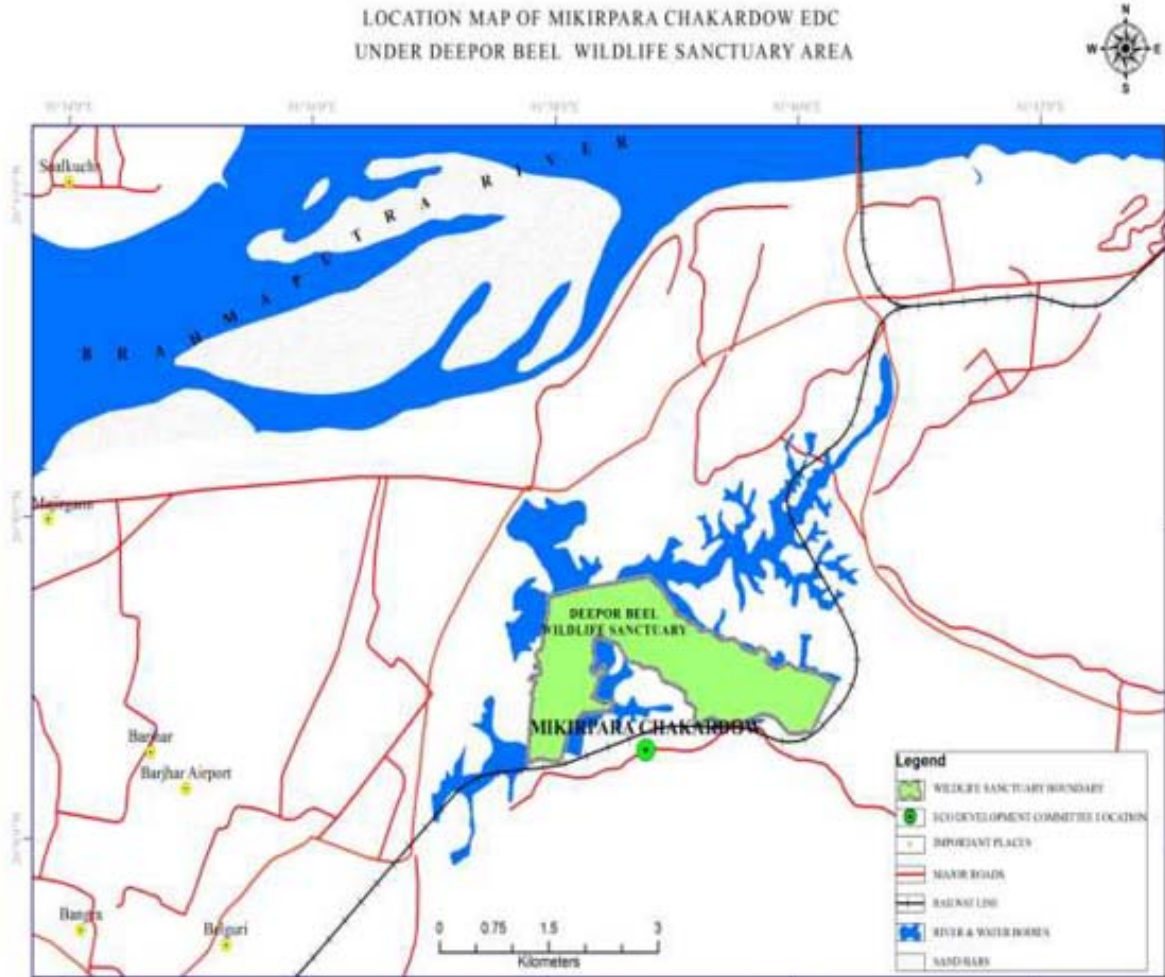 LOCATION MAP OF MIKIRPARA CHAKARDOW EDC
UNDER DEEPOR BEEL WILDLIFE SANCTUARY AREA
N
W E
S
Sualkuchi
BRAHMAPUTRA RIVER
DEEPOR BEEL
WILDLIFE SANCTUARY
MIKIRPARA CHAKARDOW
Barjhar Airport
Legend
WILDLIFE SANCTUARY BOUNDARY
ECO DEVELOPMENT COMMITTEE LOCATION
IMPORTANT PLACES
MAJOR ROADS
RAILWAY LINE
RIVER & WATER BODIES
SAND BARS
Bangra
0 0.75 1.5 3
Kilometers